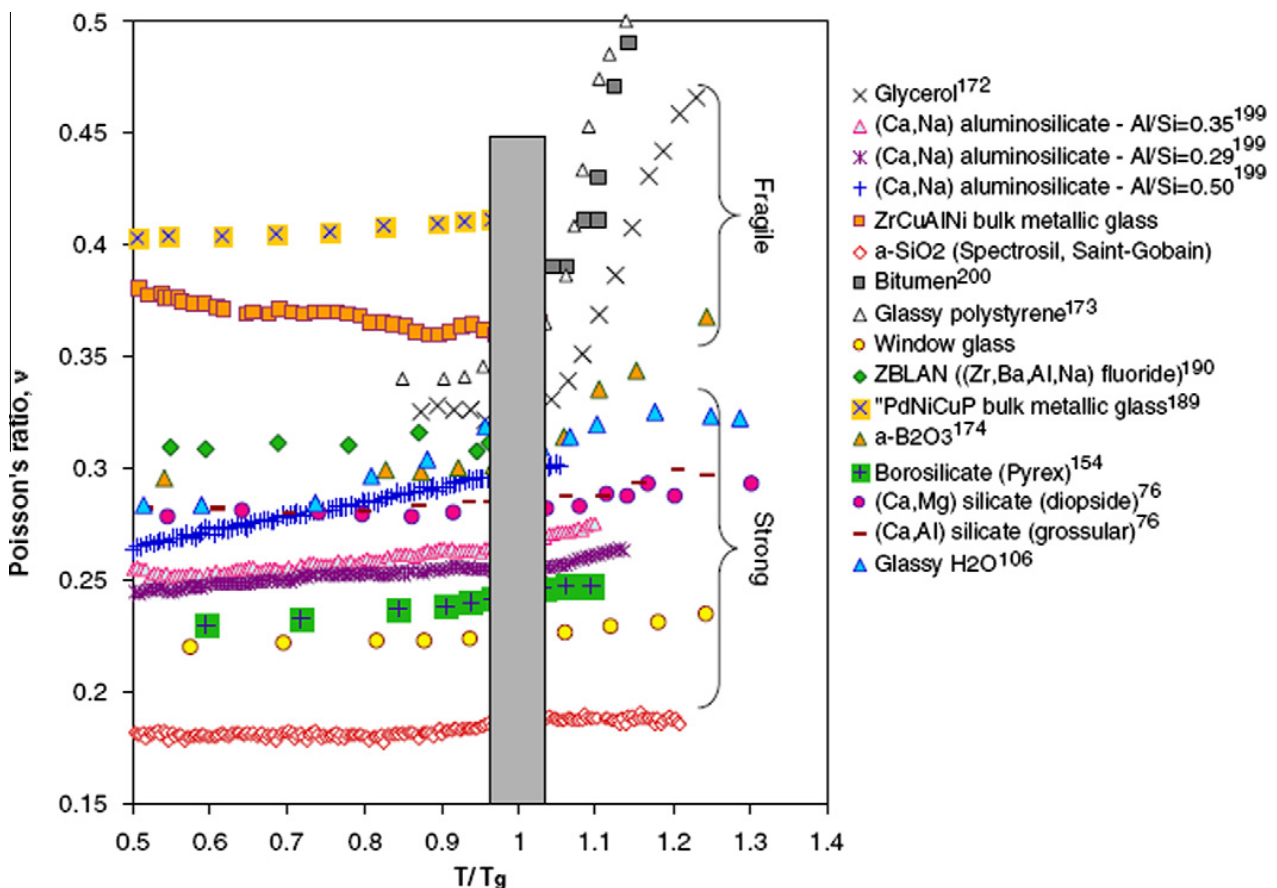 0.5
0.45
0.4
0.35
0.3
0.25
0.2
0.15
Poisson's ratio, ν
0.5 0.6 0.7 0.8 0.9 1 1.1 1.2 1.3 1.4
T/Tg
Fragile
Strong
Glycerol172
(Ca,Na) aluminosilicate - Al/Si=0.35199
(Ca,Na) aluminosilicate - Al/Si=0.29199
(Ca,Na) aluminosilicate - Al/Si=0.50199
ZrCuAlNi bulk metallic glass
a-SiO2 (Spectrosil, Saint-Gobain)
Bitumen200
Glassy polystyrene173
Window glass
ZBLAN ((Zr,Ba,Al,Na) fluoride)190
"PdNiCuP bulk metallic glass189
a-B2O3174
Borosilicate (Pyrex)154
(Ca,Mg) silicate (diopside)76
(Ca,Al) silicate (grossular)76
Glassy H2O106